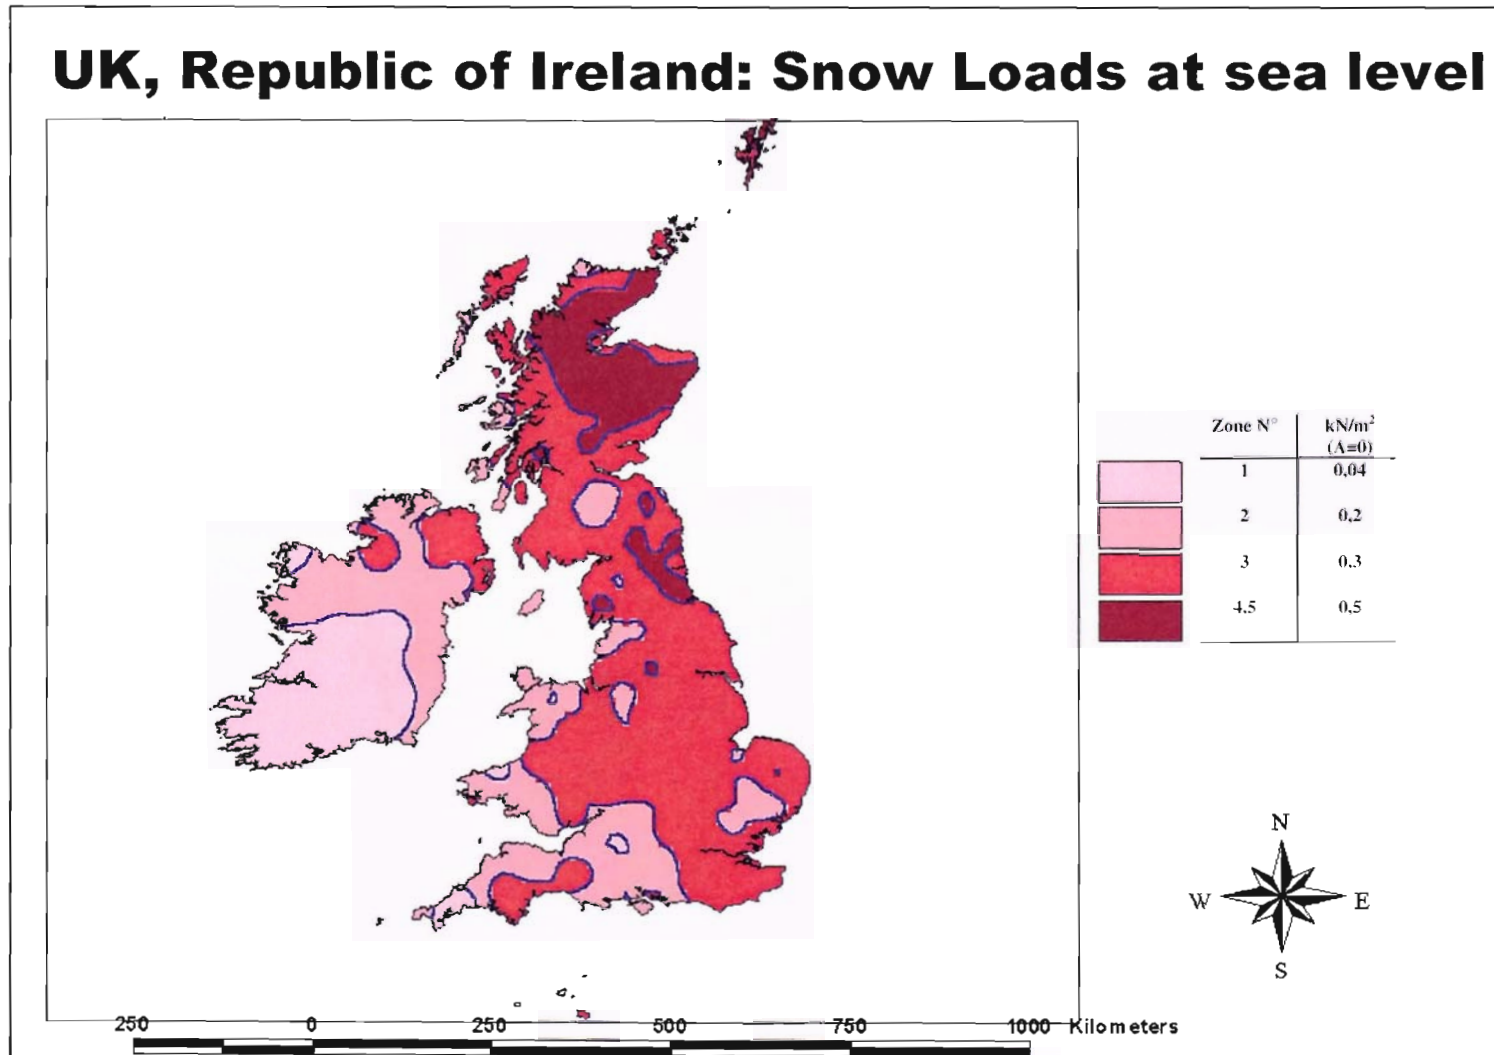 UK, Republic of Ireland: Snow Loads at sea level
Zone N° kN/m²
(A=0)
1 0,04
2 0,2
3 0.3
4.5 0.5
N
W E
S
250 0 250 500 750 1000 Kilometers